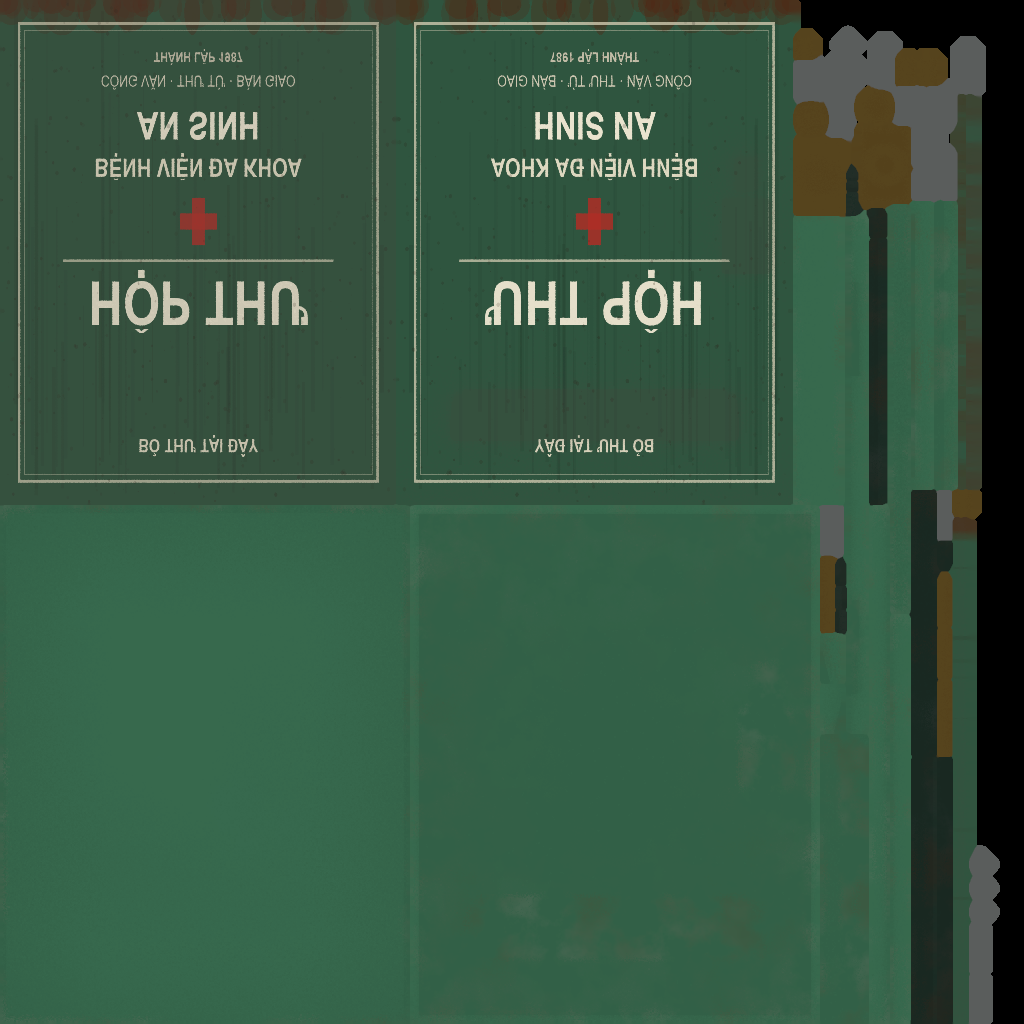 BỎ THƯ TẠI ĐÂY
HỘP THƯ
BỆNH VIỆN ĐA KHOA
AN SINH
CÔNG VĂN · THƯ TỪ · BÀN GIAO
THÀNH LẬP 1987
BỎ THƯ TẠI ĐÂY
HỘP THƯ
BỆNH VIỆN ĐA KHOA
AN SINH
CÔNG VĂN · THƯ TỪ · BÀN GIAO
THÀNH LẬP 1987